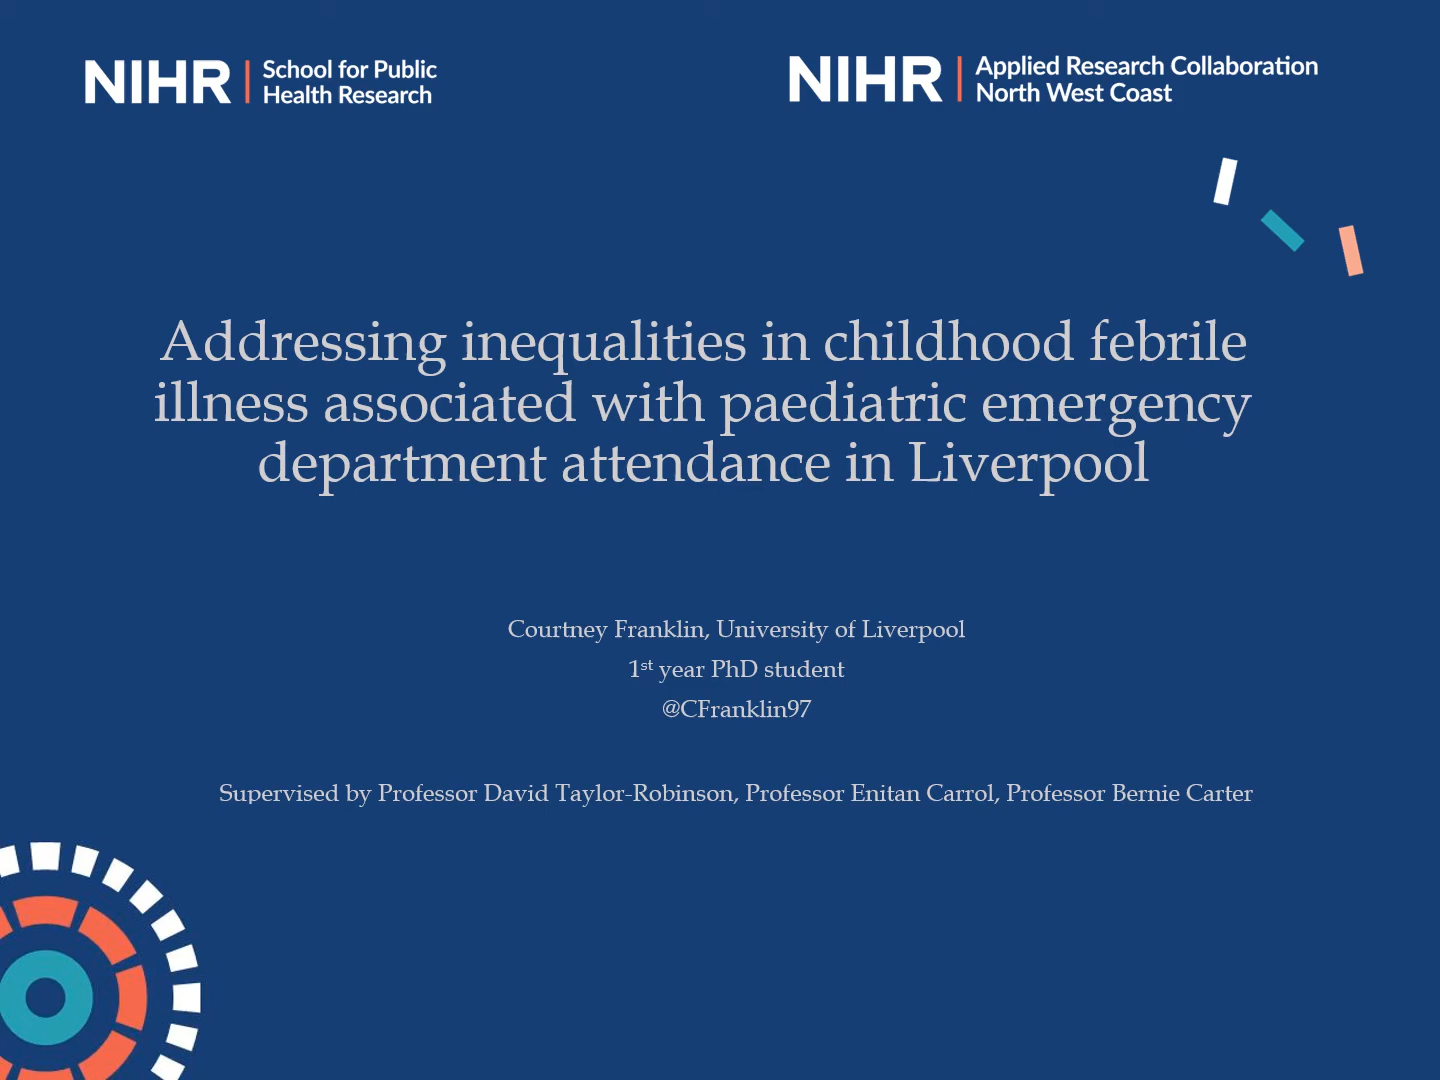 NIHR | School for Public
Health Research
NIHR | Applied Research Collaboration
North West Coast
Addressing inequalities in childhood febrile
illness associated with paediatric emergency
department attendance in Liverpool
Courtney Franklin, University of Liverpool
1st year PhD student
@CFranklin97
Supervised by Professor David Taylor-Robinson, Professor Enitan Carrol, Professor Bernie Carter